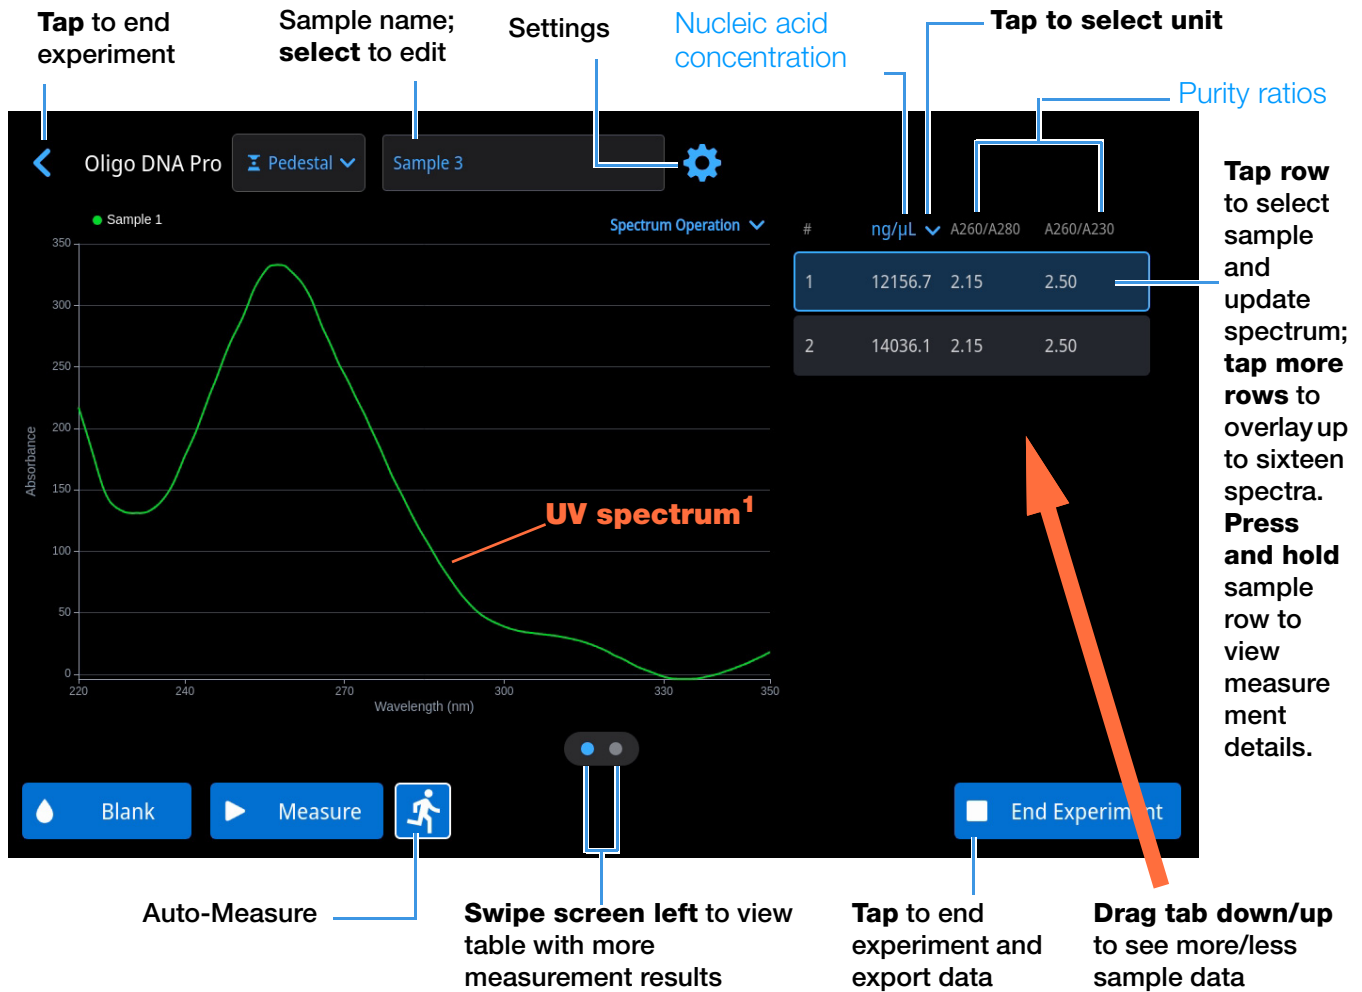 Tap to end
experiment
Sample name;
select to edit
Settings
Nucleic acid
concentration
Tap to select unit
Purity ratios
Oligo DNA Pro
Pedestal
Sample 3
Sample 1
Spectrum Operation
# ng/µL A260/A280 A260/A230
1 12156.7 2.15 2.50
2 14036.1 2.15 2.50
Tap row
to select
sample
and
update
spectrum;
tap more
rows to
overlay up
to sixteen
spectra.
Press
and hold
sample
row to
view
measure
ment
details.
350
300
250
200
150
100
50
0
Absorbance
UV spectrum1
220 240 270 300 330 350
Wavelength (nm)
Blank
Measure
End Experiment
Auto-Measure
Swipe screen left to view
table with more
measurement results
Tap to end
experiment and
export data
Drag tab down/up
to see more/less
sample data